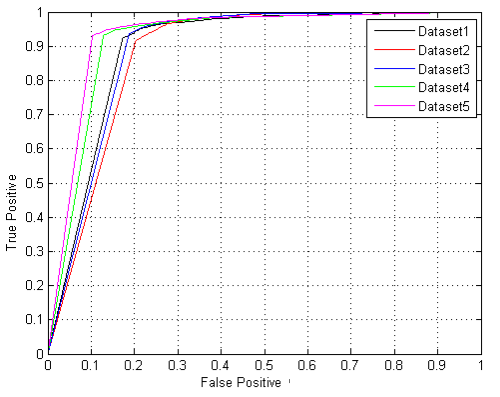 1
0.9
0.8
0.7
0.6
0.5
0.4
0.3
0.2
0.1
0
True Positive
Dataset1
Dataset2
Dataset3
Dataset4
Dataset5
0 0.1 0.2 0.3 0.4 0.5 0.6 0.7 0.8 0.9 1
False Positive